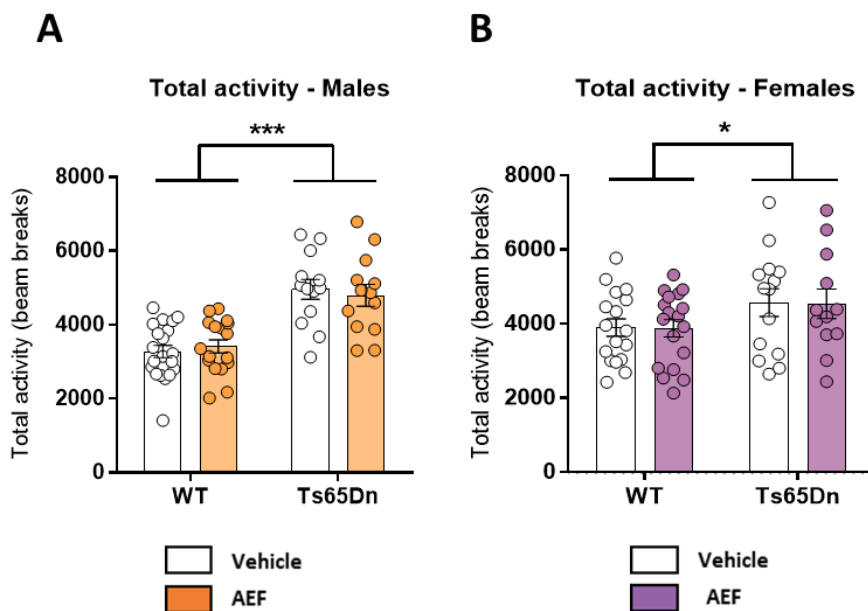 A
Total activity - Males
***
Total activity (beam breaks)
8000
6000
4000
2000
0
WT
Ts65Dn
Vehicle
AEF
B
Total activity - Females
*
Total activity (beam breaks)
8000
6000
4000
2000
0
WT
Ts65Dn
Vehicle
AEF